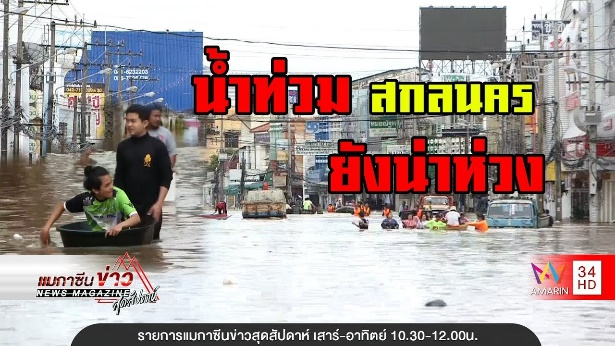 น้ำท่วม สกลนคร
ยังน่าห่วง
แมกาซีนข่าว
NEWS MAGAZINE
สุดสัปดาห์
AMARIN
34
HD
รายการแมกาซีนข่าวสุดสัปดาห์ เสาร์-อาทิตย์ 10.30-12.00น.